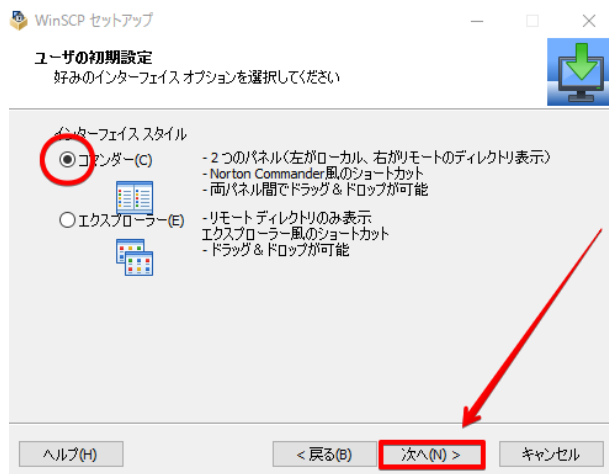 WinSCP セットアップ
ユーザの初期設定
好みのインターフェイス オプションを選択してください
インターフェイス スタイル
コマンダー(C)
- 2 つのパネル(左がローカル、右がリモートのディレクトリ表示)
- Norton Commander風のショートカット
- 両パネル間でドラッグ & ドロップが可能
エクスプローラー(E)
- リモート ディレクトリのみ表示
エクスプローラー風のショートカット
- ドラッグ & ドロップが可能
ヘルプ(H)
< 戻る(B)
次へ(N) >
キャンセル